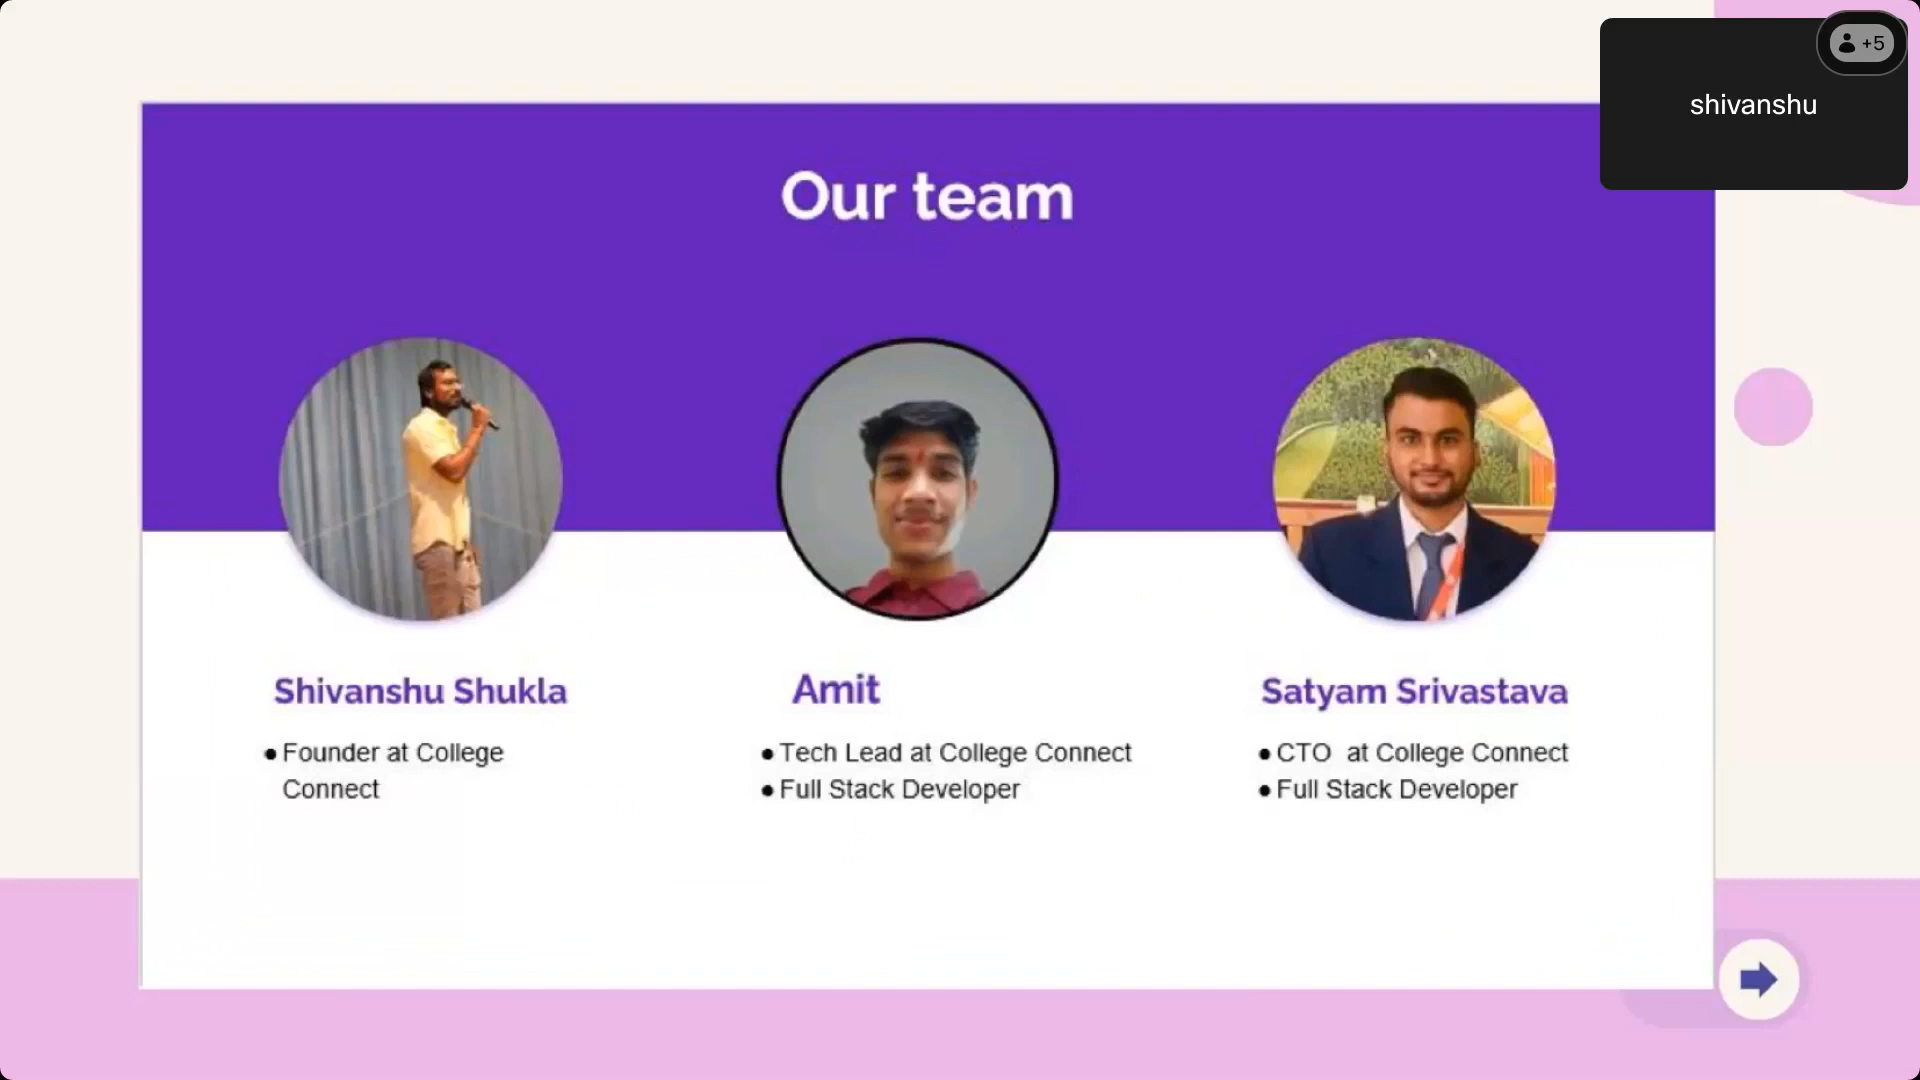 +5
shivanshu
Our team
Shivanshu Shukla
● Founder at College
Connect
Amit
● Tech Lead at College Connect
● Full Stack Developer
Satyam Srivastava
● CTO  at College Connect
● Full Stack Developer